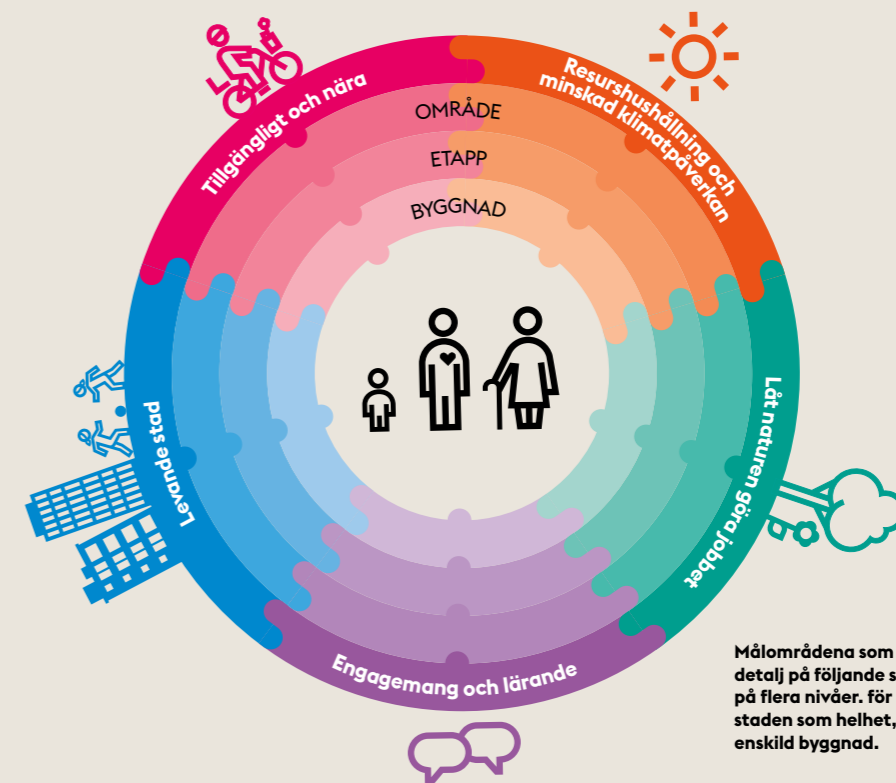 Tillgängligt och nära
Resurshushållning och
minskad klimatpåverkan
OMRÅDE
ETAPP
BYGGNAD
Levande stad
Låt naturen göra jobbet
Engagemang och lärande
Målområdena som
detalj på följande s
på flera nivåer. för
staden som helhet,
enskild byggnad.